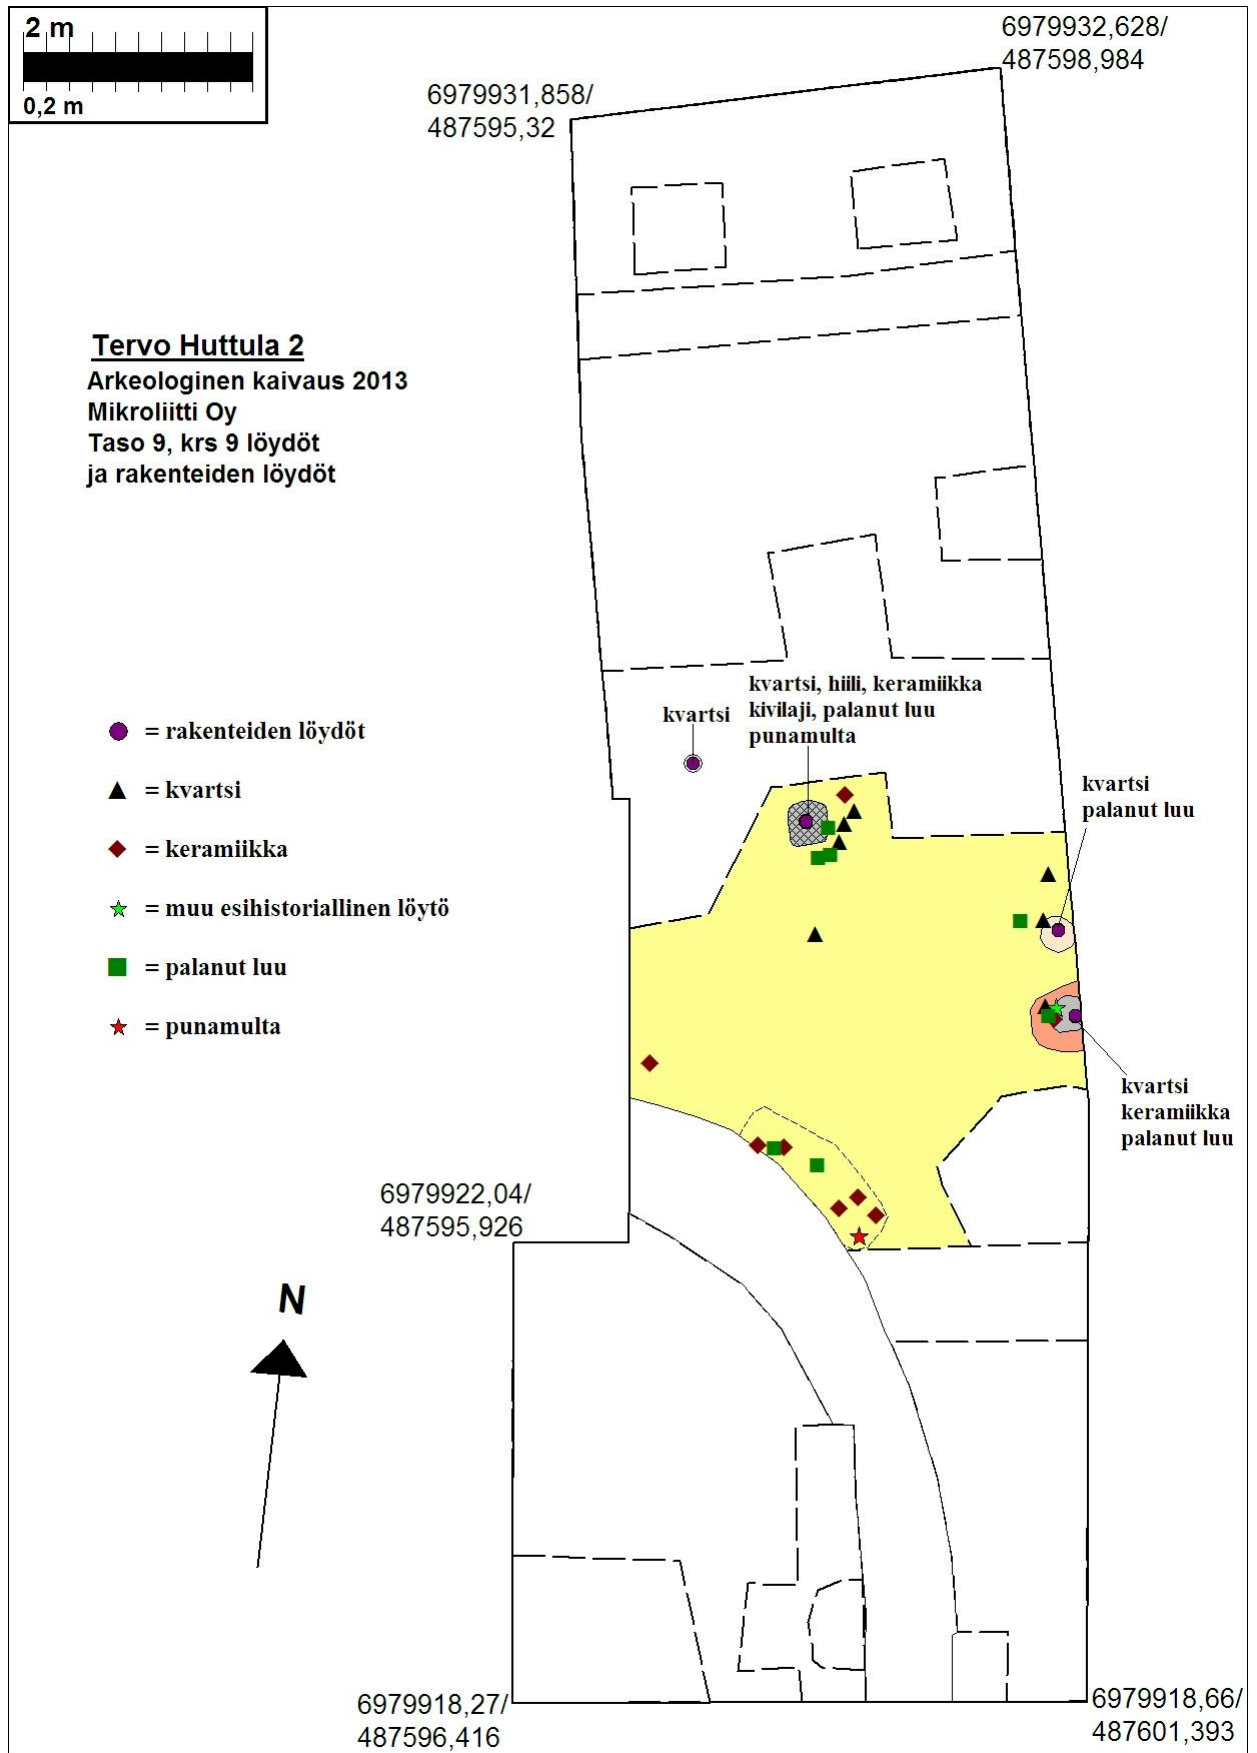 2 m
0,2 m
6979932,628/
487598,984
6979931,858/
487595,32
Tervo Huttula 2
Arkeologinen kaivaus 2013
Mikroliitti Oy
Taso 9, krs 9 löydöt
ja rakenteiden löydöt
kvartsi, hiili, keramiikka
kivilaji, palanut luu
punamulta
kvartsi
= rakenteiden löydöt
= kvartsi
= keramiikka
= muu esihistoriallinen löytö
= palanut luu
= punamulta
kvartsi
palanut luu
kvartsi
keramiikka
palanut luu
6979922,04/
487595,926
N
6979918,27/
487596,416
6979918,66/
487601,393